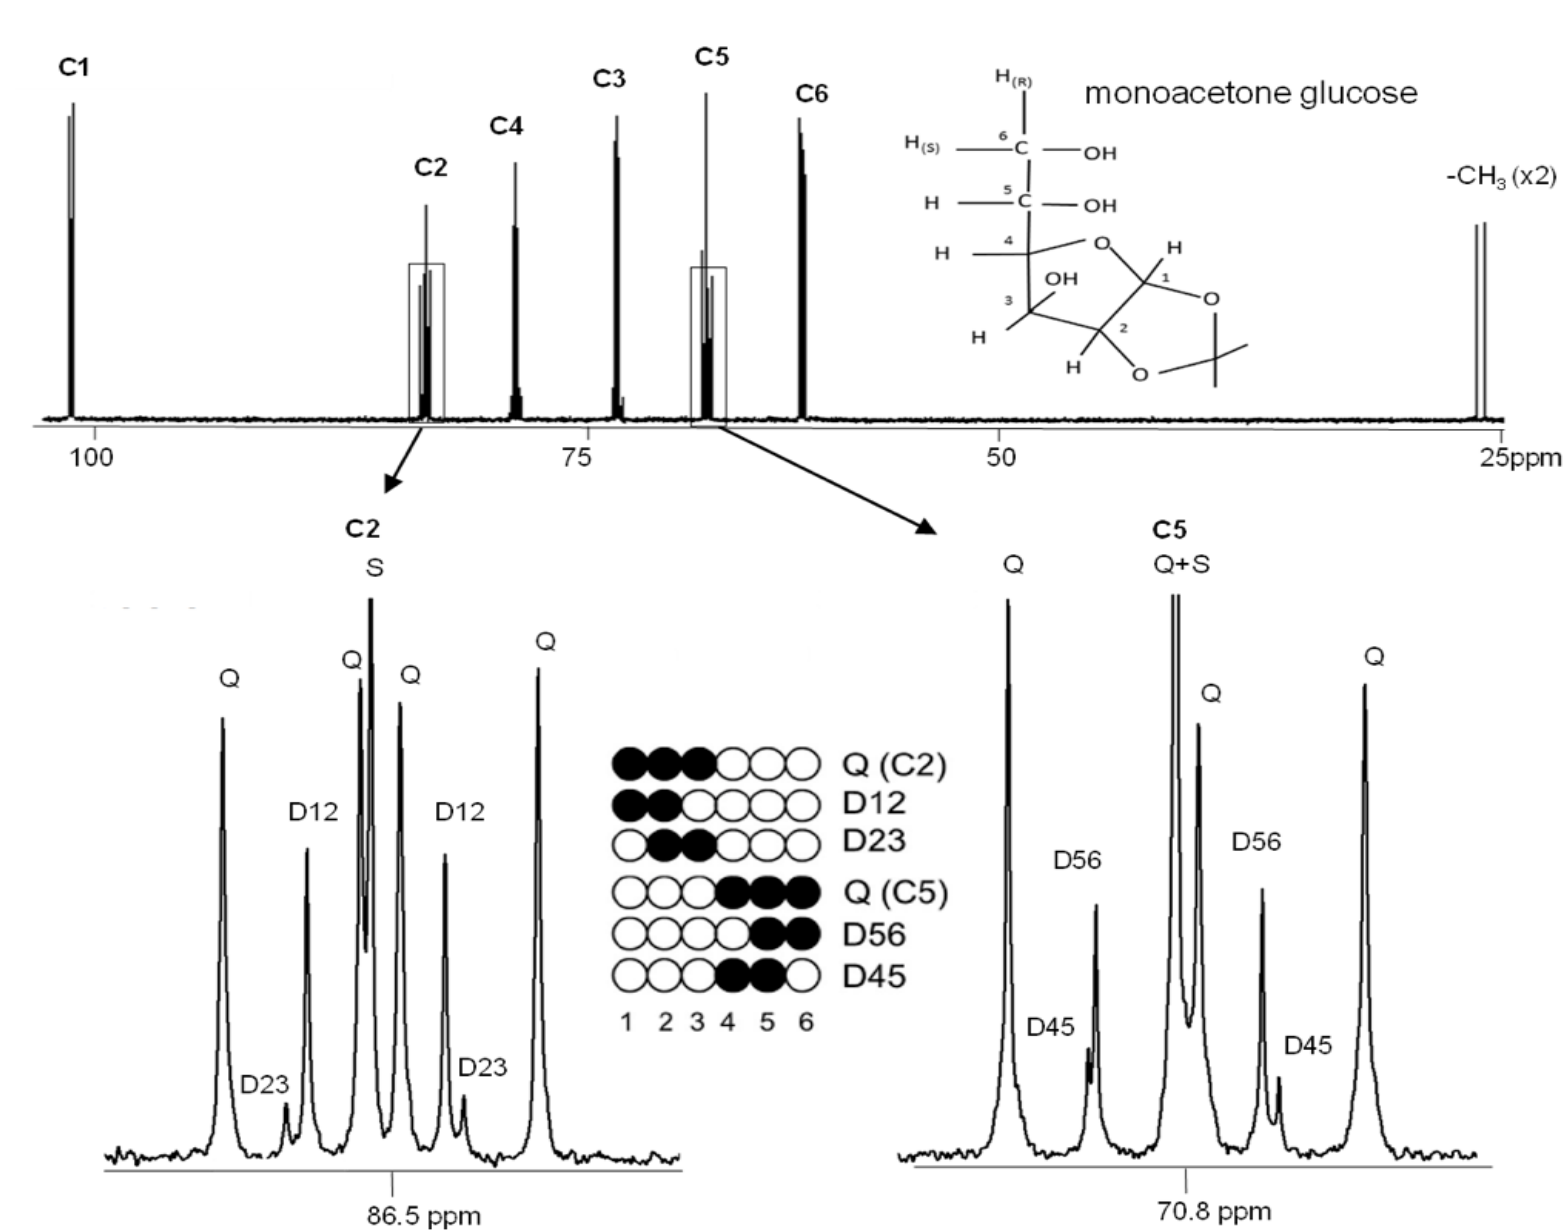 C1
C2
C4
C3
C5
C6
monoacetone glucose
-CH3 (x2)
H(R)
H(S)
6
C
OH
H
5
C
OH
H
4
O
H
OH
1
3
O
H
2
H
O
100
75
50
25ppm
C2
S
Q
Q
Q
Q
D12
D12
D23
D23
86.5 ppm
Q (C2)
D12
D23
Q (C5)
D56
D45
1 2 3 4 5 6
C5
Q
Q+S
Q
Q
D56
D56
D45
D45
70.8 ppm